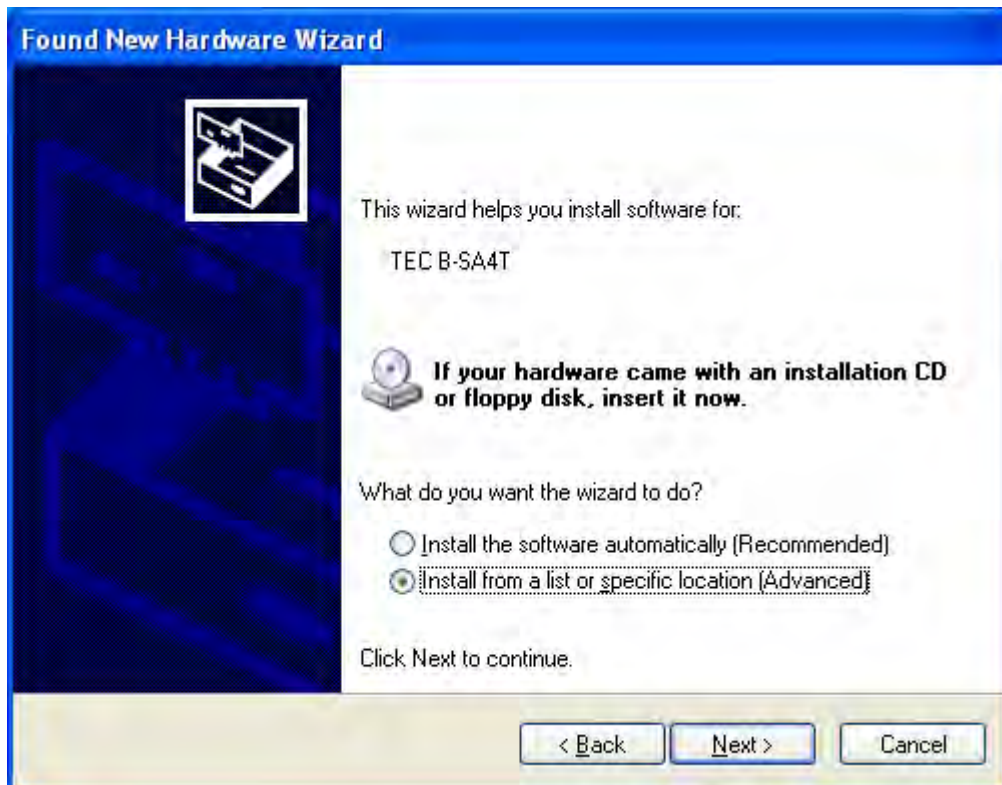 Found New Hardware Wizard
This wizard helps you install software for:
TEC B-SA4T
If your hardware came with an installation CD
or floppy disk, insert it now.
What do you want the wizard to do?
Install the software automatically (Recommended)
Install from a list or specific location (Advanced)
Click Next to continue.
< Back Next > Cancel